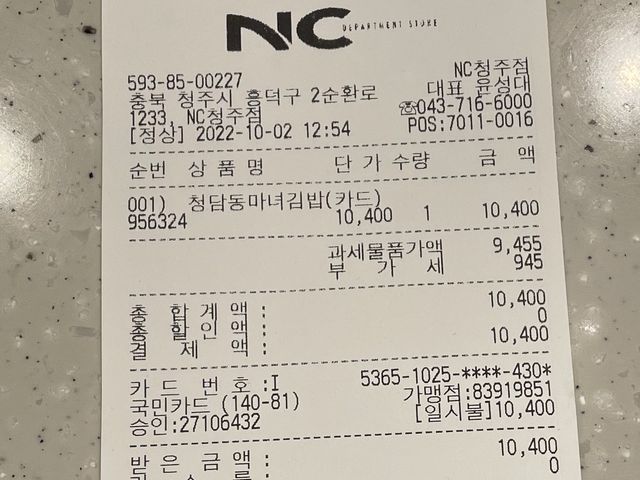 NC DEPARTMENT STORE
593-85-00227 NC청주점
충북 청주시 흥덕구 2순환로 대표 윤성대
1233, NC청주점 ☎043-716-6000
[정상] 2022-10-02 12:54 POS:7011-0016
순번 상 품 명 단 가 수량 금 액
001) 청담동마녀김밥(카드)
956324 10,400 1 10,400
과세물품가액 9,455
부 가 세 945
총 합 계 액 : 10,400
총 할 인 액 : 0
결 제 액 : 10,400
카 드 번 호 :I 5365-1025-****-430*
국민카드 (140-81) 가맹점:83919851
승인:27106432 [일시불]10,400
받 은 금 액 : 10,400
0